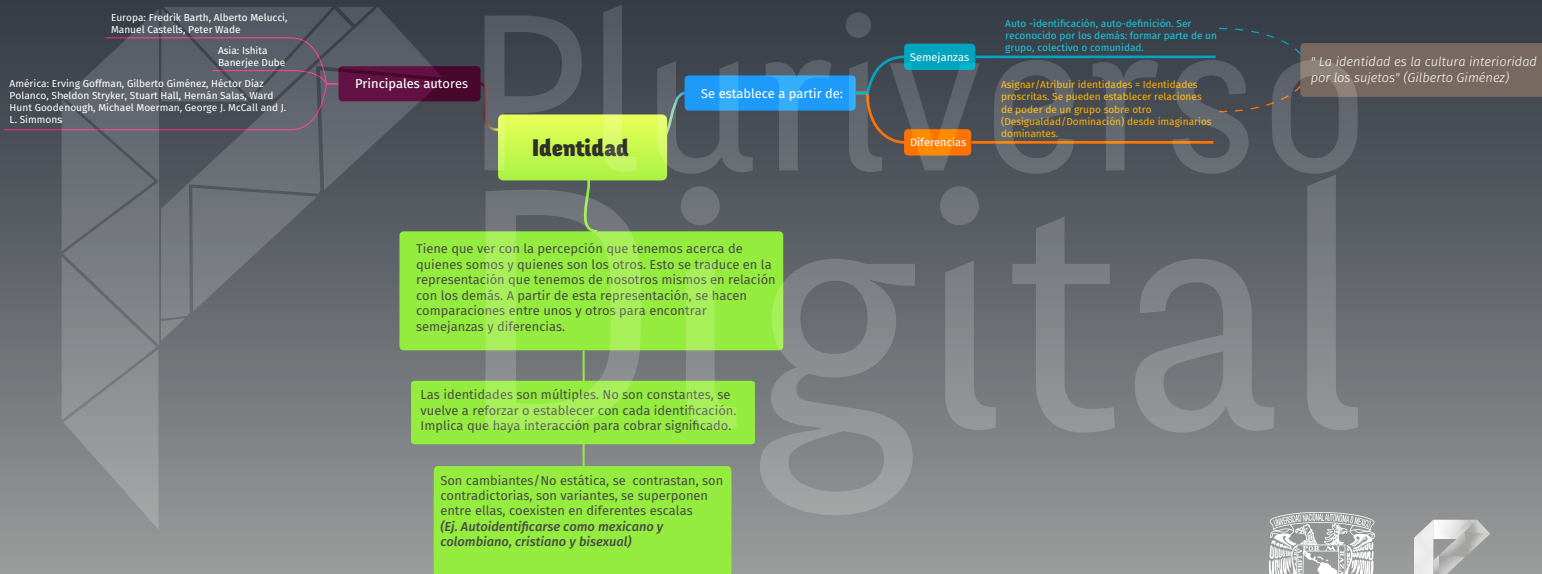 Europa: Fredrik Barth, Alberto Melucci,
Manuel Castells, Peter Wade
Asia: Ishita
Banerjee Dube
América: Erving Goffman, Gilberto Giménez, Héctor Díaz
Polanco, Sheldon Stryker, Stuart Hall, Hernán Salas, Ward
Hunt Goodenough, Michael Moerman, George J. McCall and J.
L. Simmons
Principales autores
Identidad
Se establece a partir de:
Semejanzas
Auto -identificación, auto-definición. Ser
reconocido por los demás: formar parte de un
grupo, colectivo o comunidad.
Diferencias
Asignar/Atribuir identidades = Identidades
proscritas. Se pueden establecer relaciones
de poder de un grupo sobre otro
(Desigualdad/Dominación) desde imaginarios
dominantes.
" La identidad es la cultura interioridad
por los sujetos" (Gilberto Giménez)
Tiene que ver con la percepción que tenemos acerca de
quienes somos y quienes son los otros. Esto se traduce en la
representación que tenemos de nosotros mismos en relación
con los demás. A partir de esta representación, se hacen
comparaciones entre unos y otros para encontrar
semejanzas y diferencias.
Las identidades son múltiples. No son constantes, se
vuelve a reforzar o establecer con cada identificación.
Implica que haya interacción para cobrar significado.
Son cambiantes/No estática, se contrastan, son
contradictorias, son variantes, se superponen
entre ellas, coexisten en diferentes escalas
(Ej. Autoidentificarse como mexicano y
colombiano, cristiano y bisexual)
Pluriverso
Digital
UNIVERSIDAD NACIONAL AUTÓNOMA D MEXICO
POR MI RAZA